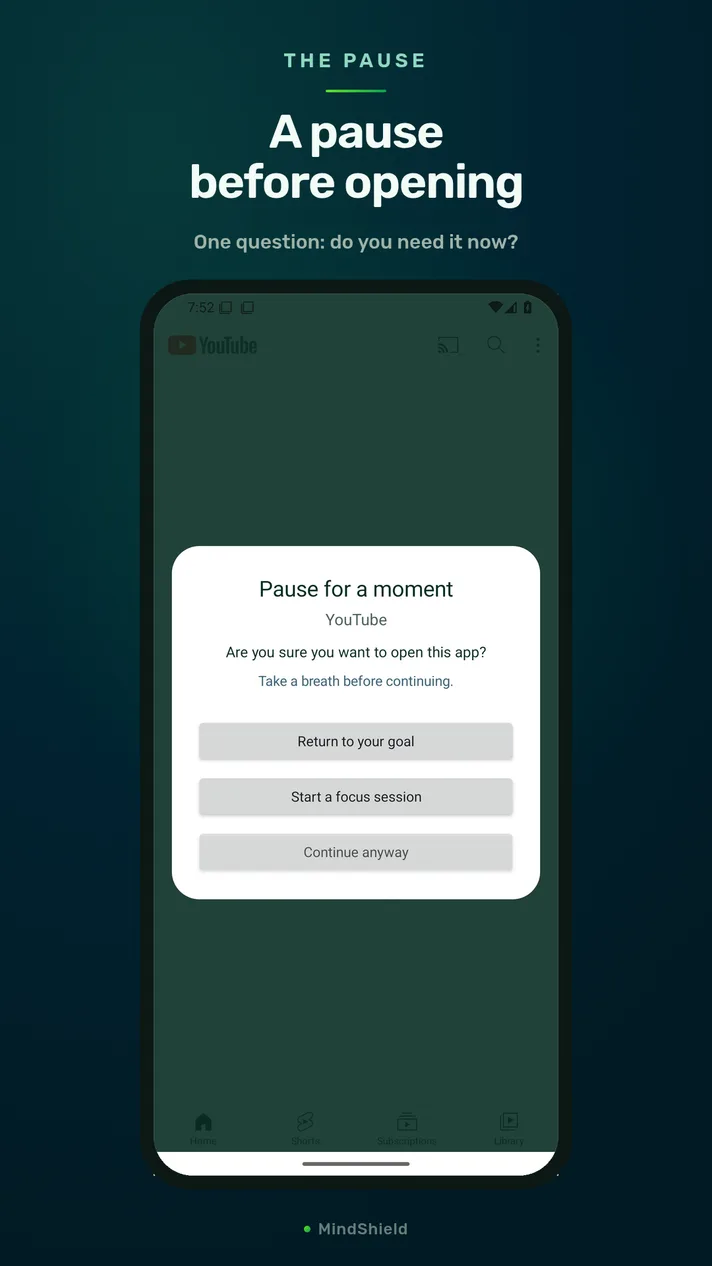 THE PAUSE
A pause
before opening
One question: do you need it now?
7:52
YouTube
Pause for a moment
YouTube
Are you sure you want to open this app?
Take a breath before continuing.
Return to your goal
Start a focus session
Continue anyway
Home Shorts Subscriptions Library
MindShield